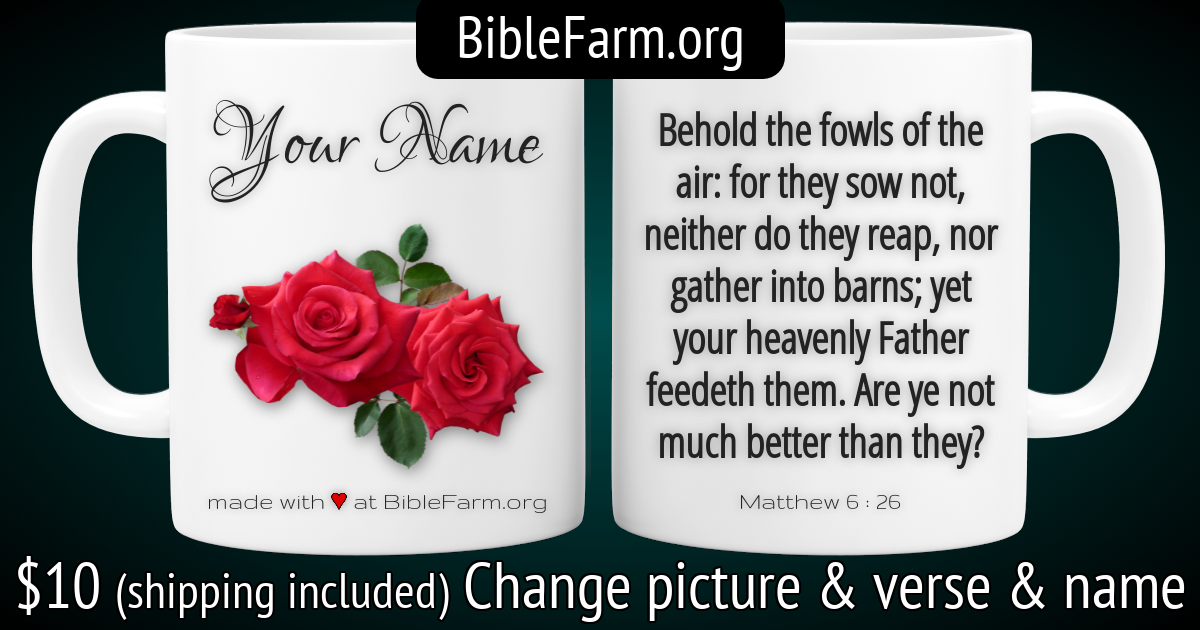 BibleFarm.org
Your Name
made with ♥ at BibleFarm.org
Behold the fowls of the
air: for they sow not,
neither do they reap, nor
gather into barns; yet
your heavenly Father
feedeth them. Are ye not
much better than they?
Matthew 6 : 26
$10 (shipping included) Change picture & verse & name